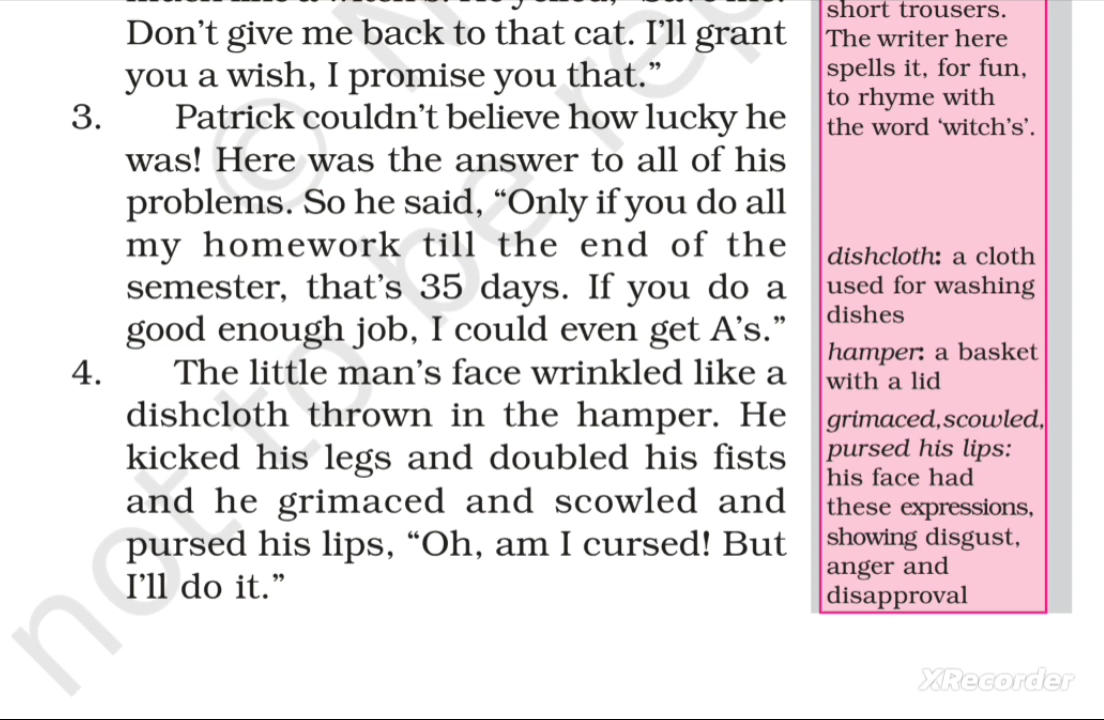 Don't give me back to that cat. I'll grant
you a wish, I promise you that.”
3. Patrick couldn't believe how lucky he
was! Here was the answer to all of his
problems. So he said, “Only if you do all
my homework till the end of the
semester, that's 35 days. If you do a
good enough job, I could even get A's.”
4. The little man's face wrinkled like a
dishcloth thrown in the hamper. He
kicked his legs and doubled his fists
and he grimaced and scowled and
pursed his lips, “Oh, am I cursed! But
I'll do it.”
short trousers.
The writer here
spells it, for fun,
to rhyme with
the word ‘witch's’.
dishcloth: a cloth
used for washing
dishes
hamper: a basket
with a lid
grimaced, scowled,
pursed his lips:
his face had
these expressions,
showing disgust,
anger and
disapproval
not to be rep
XRecorder